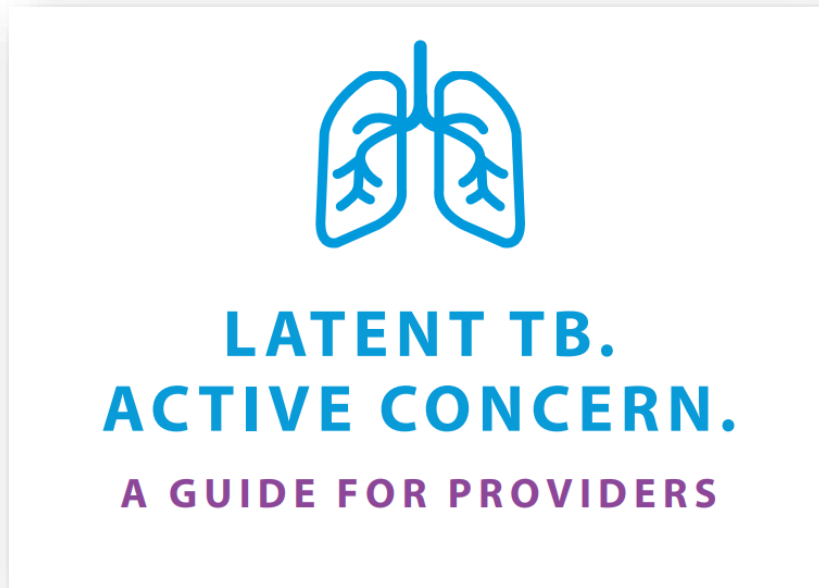 LATENT TB.
ACTIVE CONCERN.
A GUIDE FOR PROVIDERS